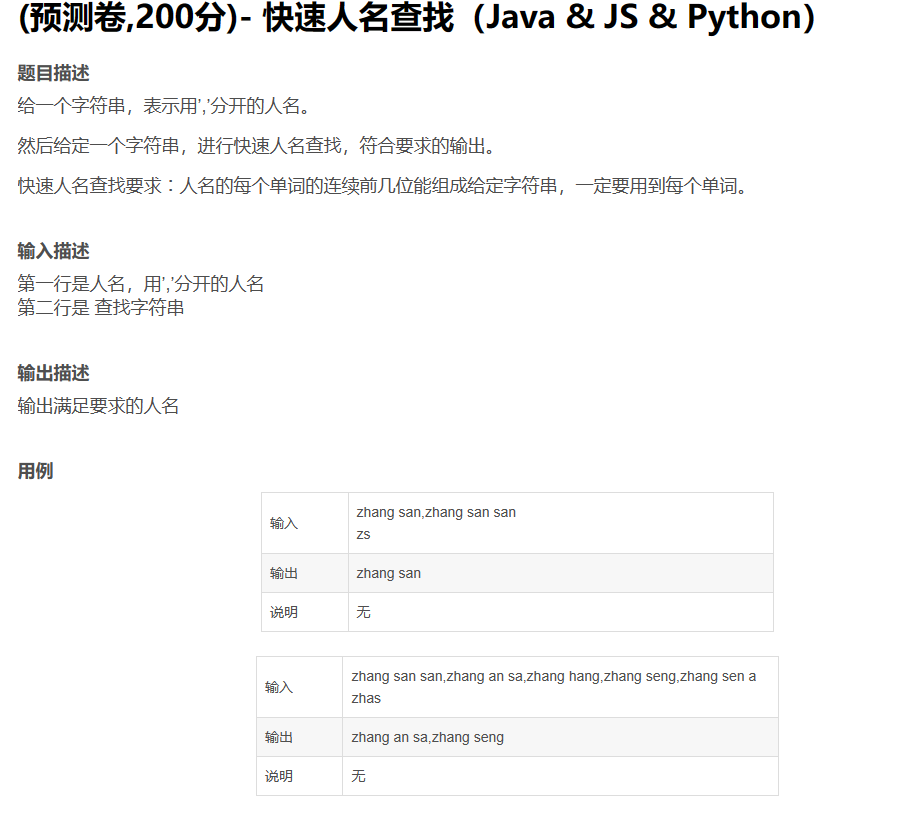 (预测卷,200分)- 快速人名查找（Java & JS & Python）
题目描述
给一个字符串，表示用','分开的人名。
然后给定一个字符串，进行快速人名查找，符合要求的输出。
快速人名查找要求：人名的每个单词的连续前几位能组成给定字符串，一定要用到每个单词。
输入描述
第一行是人名，用','分开的人名
第二行是 查找字符串
输出描述
输出满足要求的人名
用例
输入
zhang san,zhang san san
zs
输出
zhang san
说明
无
输入
zhang san san,zhang an sa,zhang hang,zhang seng,zhang sen a
zhas
输出
zhang an sa,zhang seng
说明
无